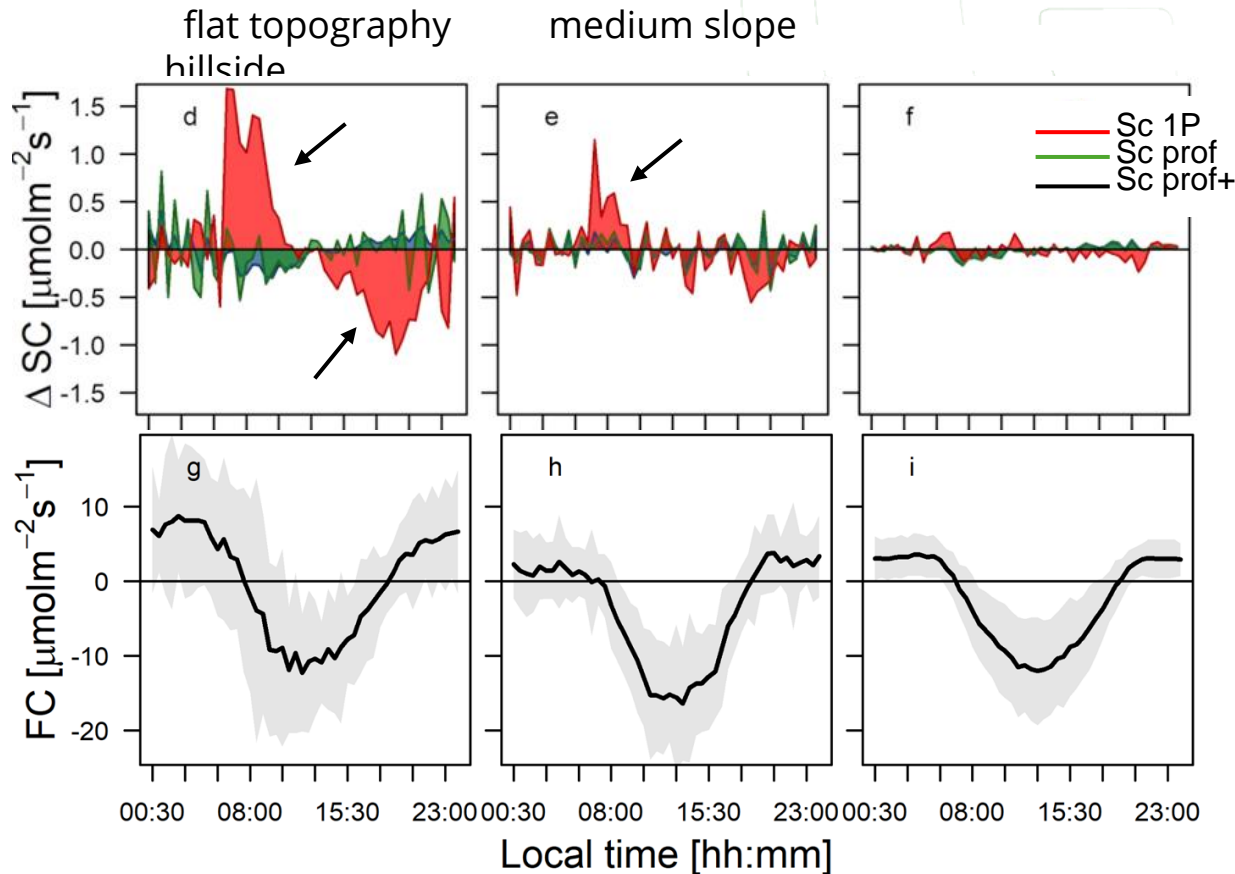 flat topography medium slope
hillside
d e f
Sc 1P
Sc prof
Sc prof+
Δ SC [μmolm−2s−1]
1.5
1.0
0.5
0.0
-0.5
-1.0
-1.5
g h i
FC [μmolm−2s−1]
10
0
-10
-20
00:30 08:00 15:30 23:00 00:30 08:00 15:30 23:00 00:30 08:00 15:30 23:00
Local time [hh:mm]